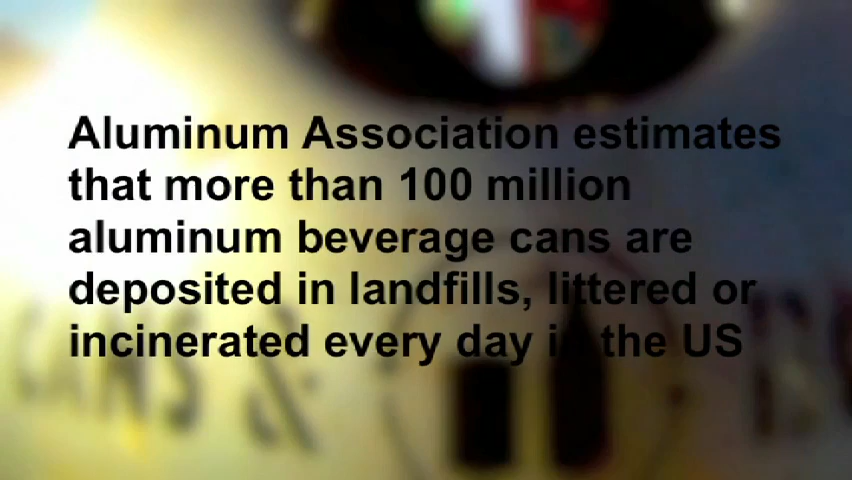 Aluminum Association estimates
that more than 100 million
aluminum beverage cans are
deposited in landfills, littered or
incinerated every day in the US
CANS &